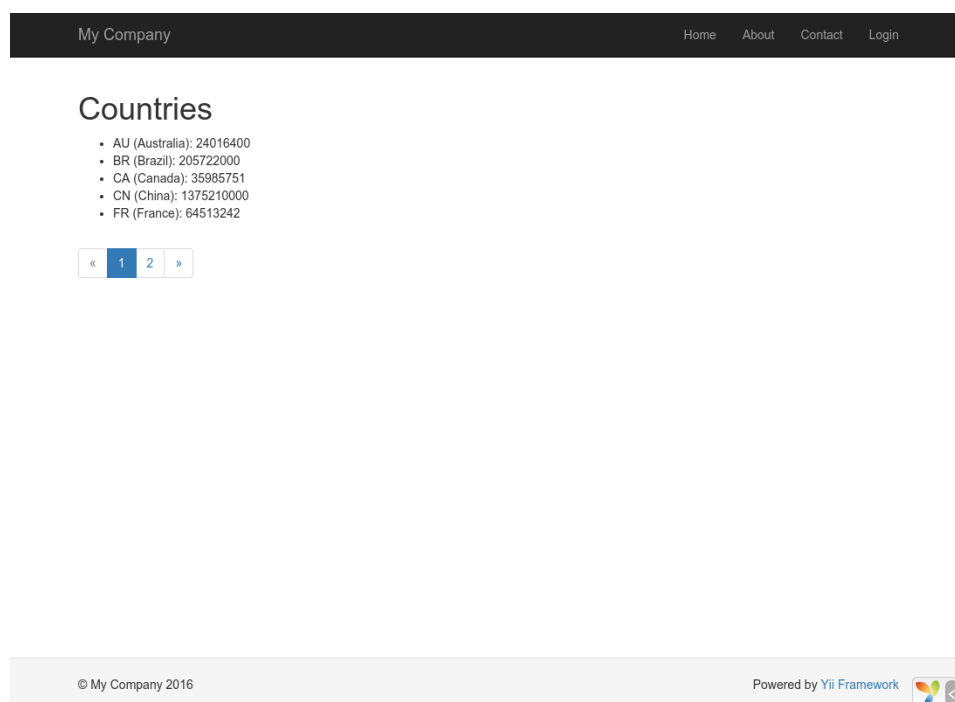 My Company Home About Contact Login
Countries
• AU (Australia): 24016400
• BR (Brazil): 205722000
• CA (Canada): 35985751
• CN (China): 1375210000
• FR (France): 64513242
« 1 2 »
© My Company 2016 Powered by Yii Framework